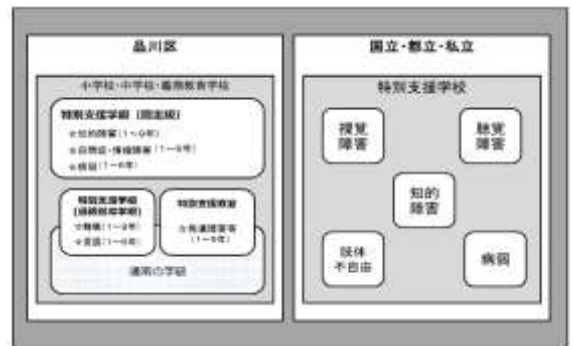 品川区
小学校・中学校・義務教育学校
特別支援学級（固定級）
☆知的障害（1～9年）
☆自閉症・情緒障害（1～9年）
☆病弱（1～6年）
特別支援学級
（通級指導学級）
☆難聴（1～9年）
☆言語（1～6年）
特別支援教室
☆発達障害等
（1～9年）
通常の学級
国立・都立・私立
特別支援学校
視覚
障害
聴覚
障害
知的
障害
肢体
不自由
病弱